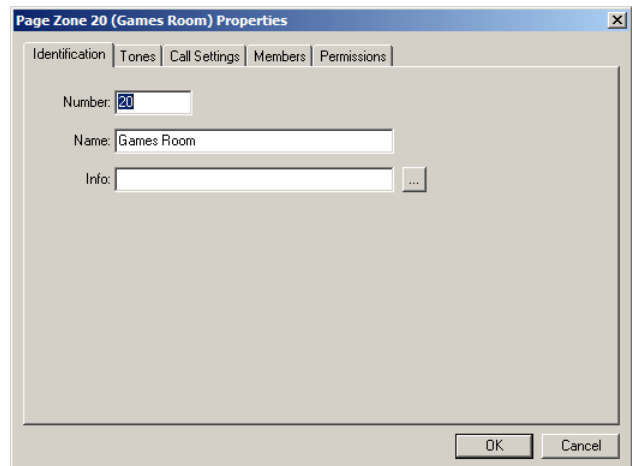 Page Zone 20 (Games Room) Properties
Identification Tones Call Settings Members Permissions
Number: 20
Name: Games Room
Info: ...
OK Cancel